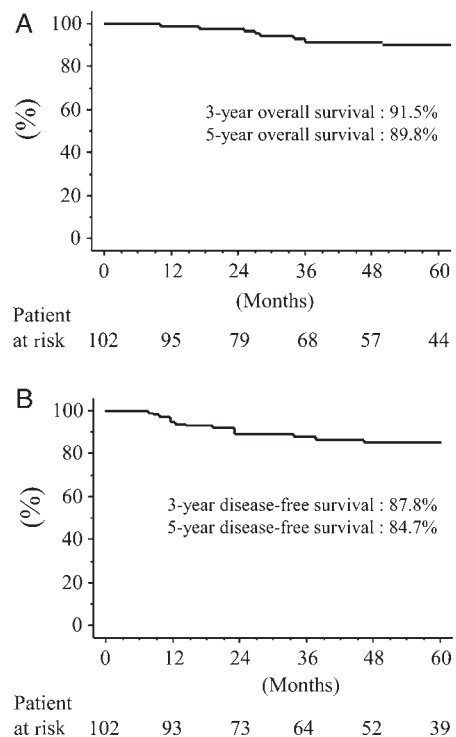 A
100
80
60
40
20
0
(%)
3-year overall survival : 91.5%
5-year overall survival : 89.8%
0 12 24 36 48 60
(Months)
Patient
at risk 102 95 79 68 57 44
B
100
80
60
40
20
0
(%)
3-year disease-free survival : 87.8%
5-year disease-free survival : 84.7%
0 12 24 36 48 60
(Months)
Patient
at risk 102 93 73 64 52 39